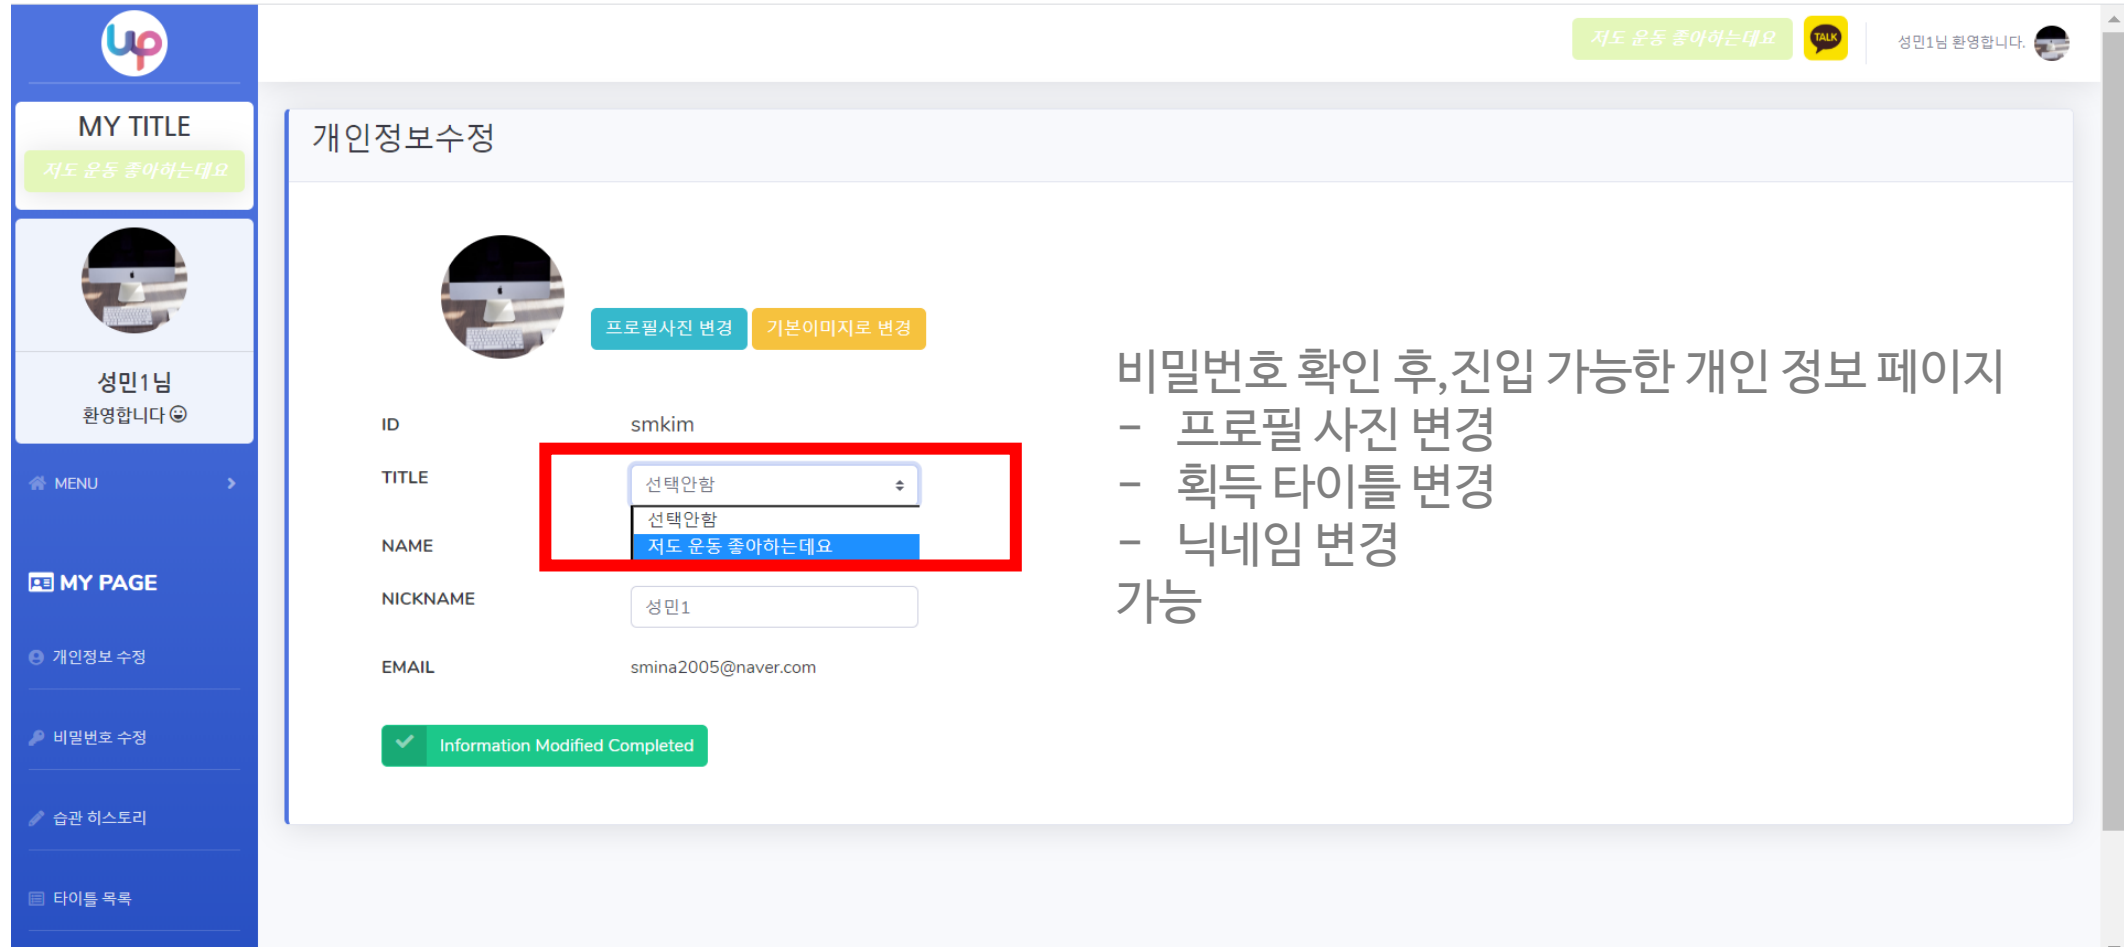 up
저도 운동 좋아하는데요
TALK
성민1님 환영합니다.
MY TITLE
저도 운동 좋아하는데요
성민1님
환영합니다
MENU
MY PAGE
개인정보 수정
비밀번호 수정
습관 히스토리
타이틀 목록
개인정보수정
프로필사진 변경
기본이미지로 변경
ID smkim
TITLE 선택안함
선택안함
저도 운동 좋아하는데요
NAME
NICKNAME 성민1
EMAIL smina2005@naver.com
Information Modified Completed
비밀번호 확인 후,진입 가능한 개인 정보 페이지
- 프로필 사진 변경
- 획득 타이틀 변경
- 닉네임 변경
가능